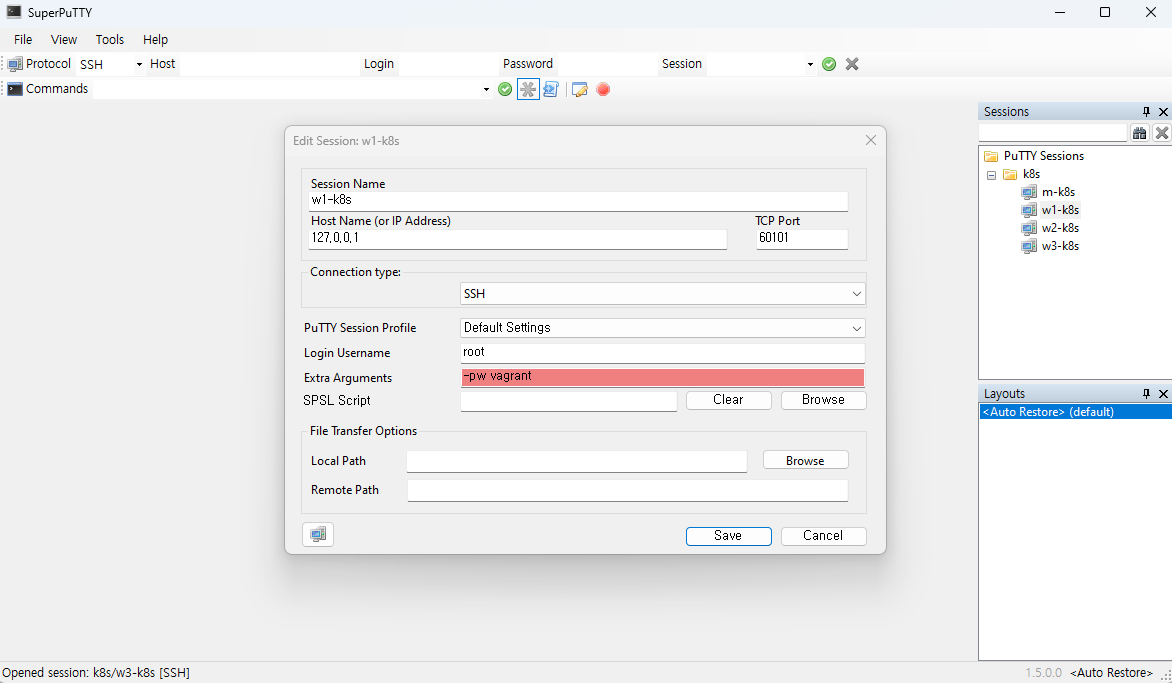 SuperPuTTY
File View Tools Help
Protocol SSH Host Login Password Session
Commands
Sessions
PuTTY Sessions
k8s
m-k8s
w1-k8s
w2-k8s
w3-k8s
Edit Session: w1-k8s
Session Name
w1-k8s
Host Name (or IP Address) TCP Port
127.0.0.1 60101
Connection type:
SSH
PuTTY Session Profile Default Settings
Login Username root
Extra Arguments -pw vagrant
SPSL Script Clear Browse
File Transfer Options
Local Path Browse
Remote Path
Save Cancel
Layouts
<Auto Restore> (default)
Opened session: k8s/w3-k8s [SSH] 1.5.0.0 <Auto Restore>